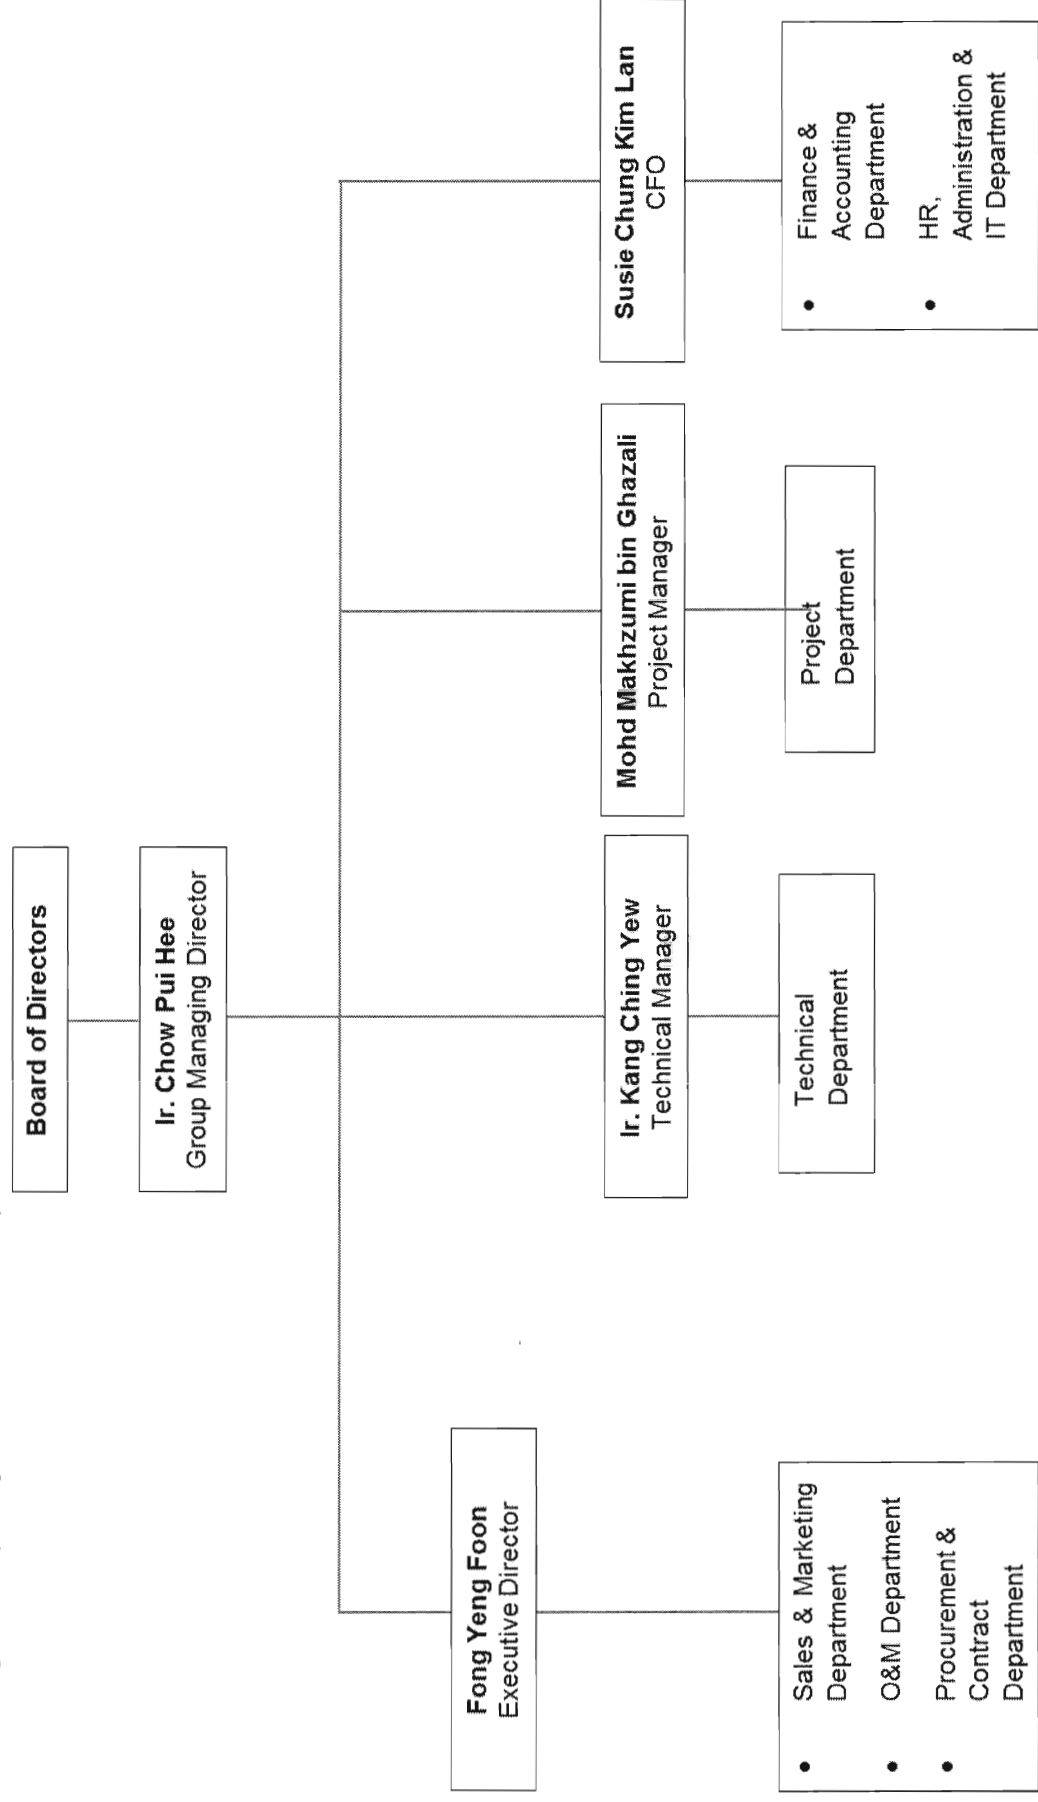 Board of Directors
Ir. Chow Pui Hee
Group Managing Director
Fong Yeng Foon
Executive Director
Ir. Kang Ching Yew
Technical Manager
Mohd Makhzumi bin Ghazali
Project Manager
Susie Chung Kim Lan
CFO
• Sales & Marketing
Department
• O&M Department
• Procurement &
Contract
Department
Technical
Department
Project
Department
• Finance &
Accounting
Department
• HR,
Administration &
IT Department